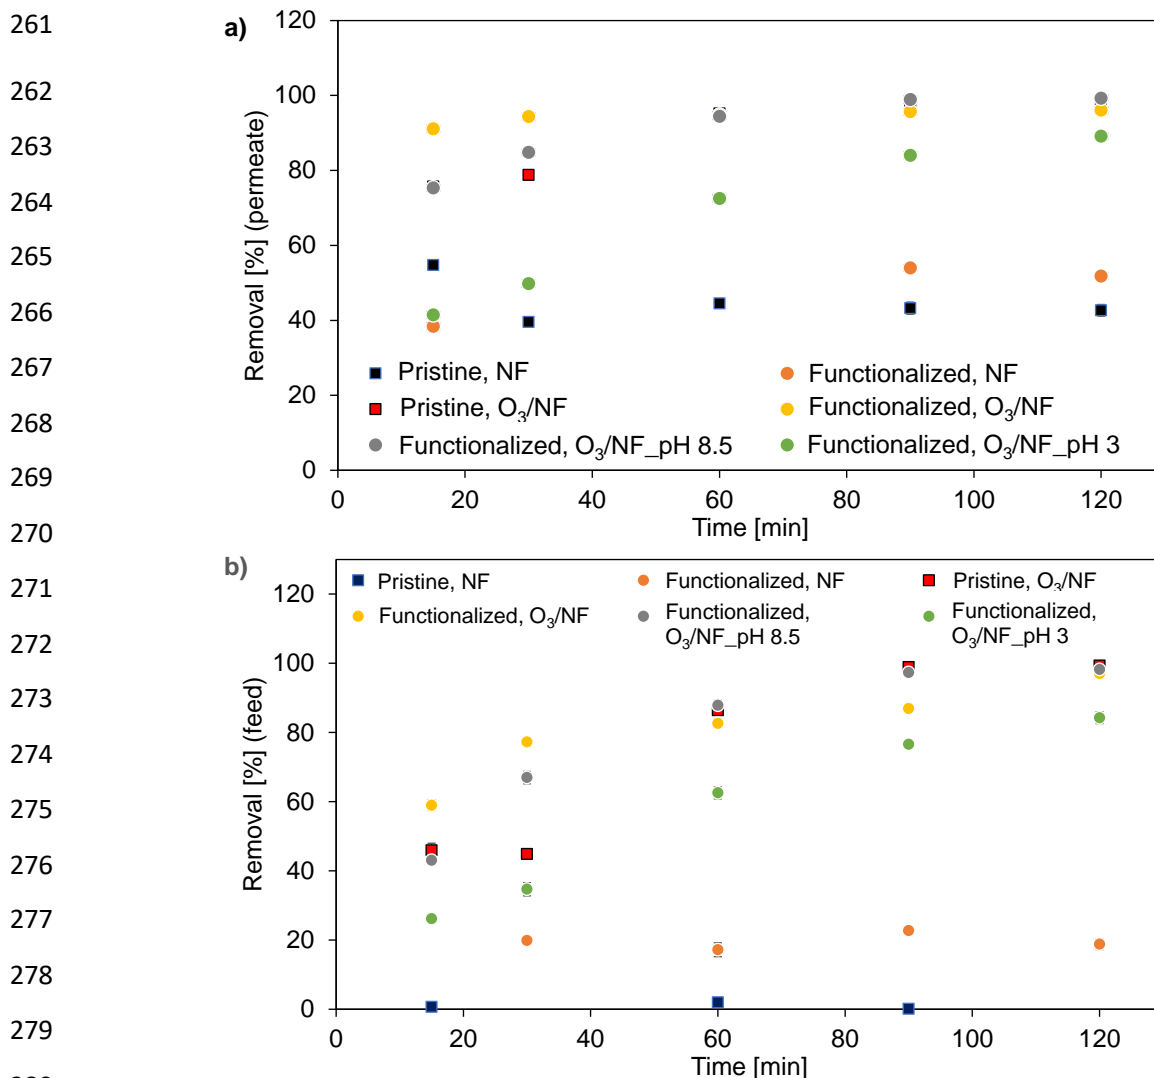 261
a)
120
262
100
263
80
264
265
60
266
40
267
Pristine, NF
Functionalized, NF
20
Pristine, O₃/NF
Functionalized, O₃/NF
268
Functionalized, O₃/NF_pH 8.5
Functionalized, O₃/NF_pH 3
269
0
Removal [%] (permeate)
0 20 40 60 80 100 120
270
Time [min]
b)
271
Pristine, NF
Functionalized, NF
Pristine, O₃/NF
120
Functionalized, O₃/NF
Functionalized,
O₃/NF_pH 8.5
Functionalized,
O₃/NF_pH 3
272
100
273
80
274
60
275
276
40
277
20
278
0
279
Removal [%] (feed)
0 20 40 60 80 100 120
Time [min]